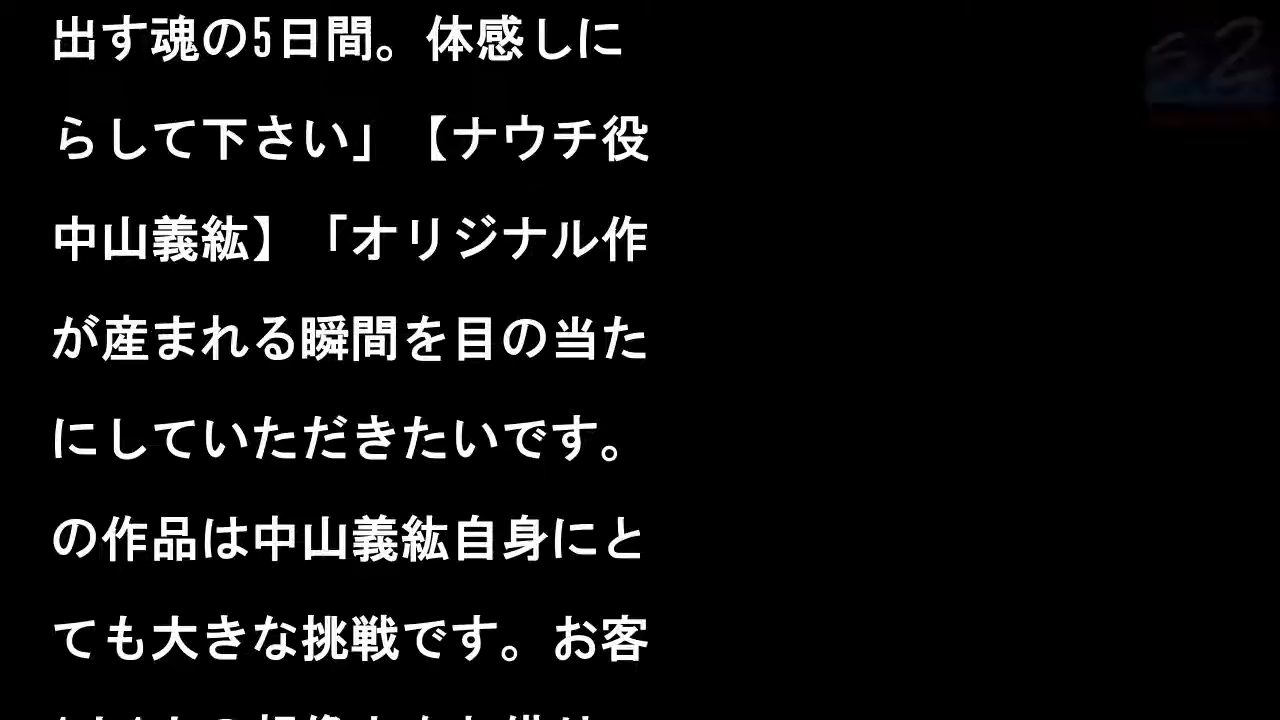 出す魂の5日間。体感しに
らして下さい」【ナウチ役
中山義紘】「オリジナル作
が産まれる瞬間を目の当た
にしていただきたいです。
の作品は中山義紘自身にと
ても大きな挑戦です。お客